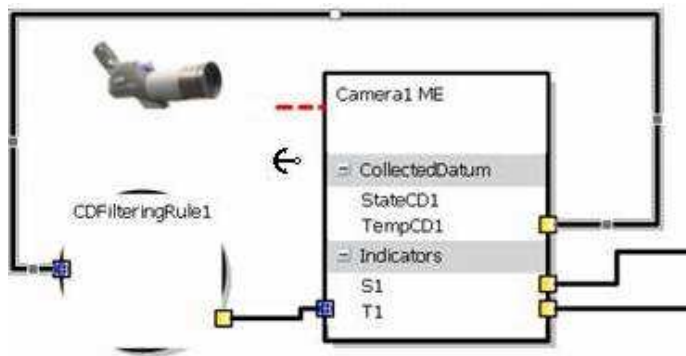 Camera1 ME
CollectedDatum
StateCD1
TempCD1
Indicators
S1
T1
CDFilteringRule1